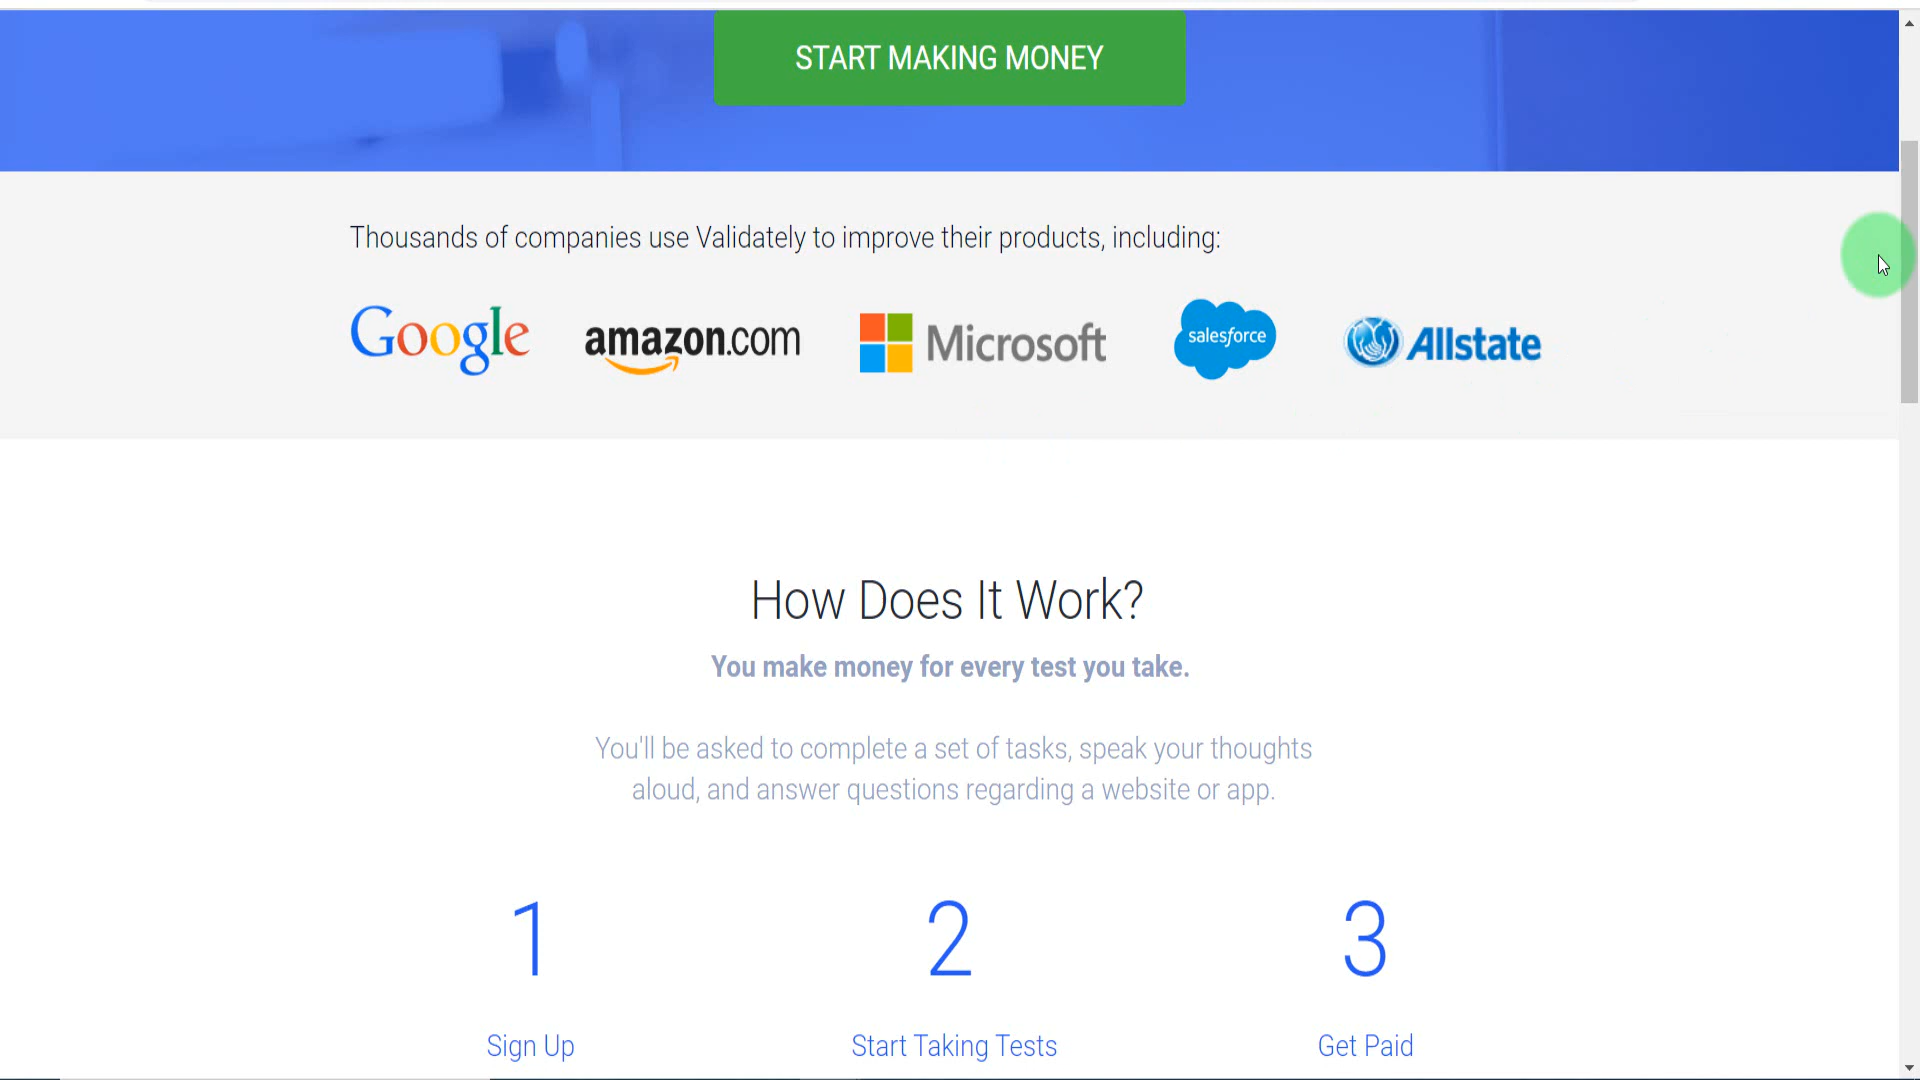 START MAKING MONEY
Thousands of companies use Validately to improve their products, including:
Google amazon.com Microsoft salesforce Allstate
How Does It Work?
You make money for every test you take.
You'll be asked to complete a set of tasks, speak your thoughts
aloud, and answer questions regarding a website or app.
1 2 3
Sign Up Start Taking Tests Get Paid